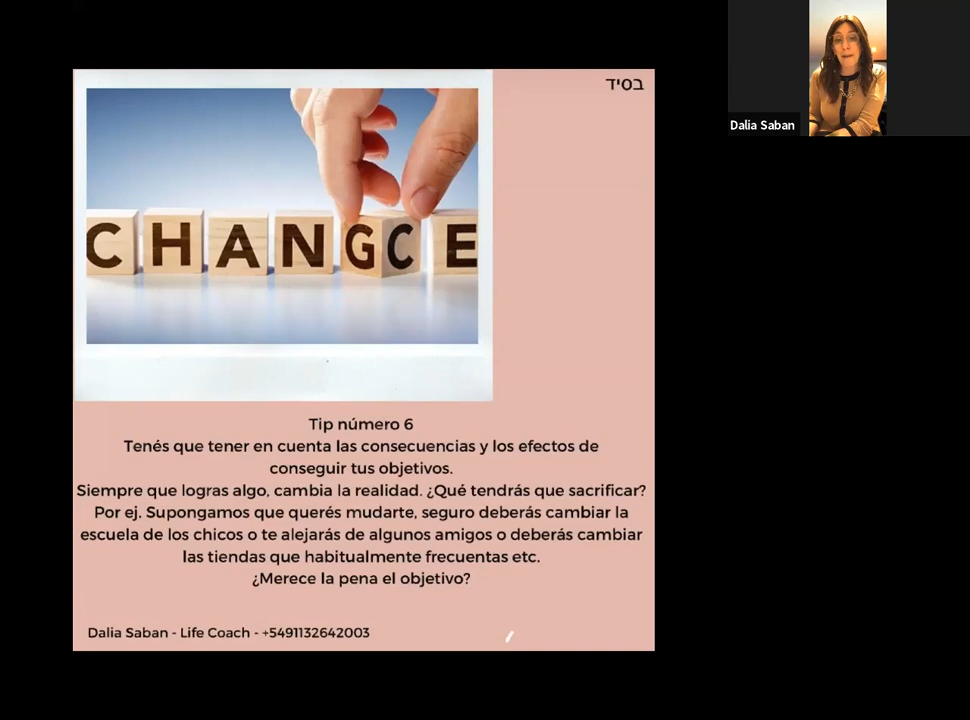 בסיד
Dalia Saban
CHANGCE
Tip número 6
Tenés que tener en cuenta las consecuencias y los efectos de
conseguir tus objetivos.
Siempre que logras algo, cambia la realidad. ¿Qué tendrás que sacrificar?
Por ej. Supongamos que querés mudarte, seguro deberás cambiar la
escuela de los chicos o te alejarás de algunos amigos o deberás cambiar
las tiendas que habitualmente frecuentas etc.
¿Merece la pena el objetivo?
Dalia Saban - Life Coach - +5491132642003